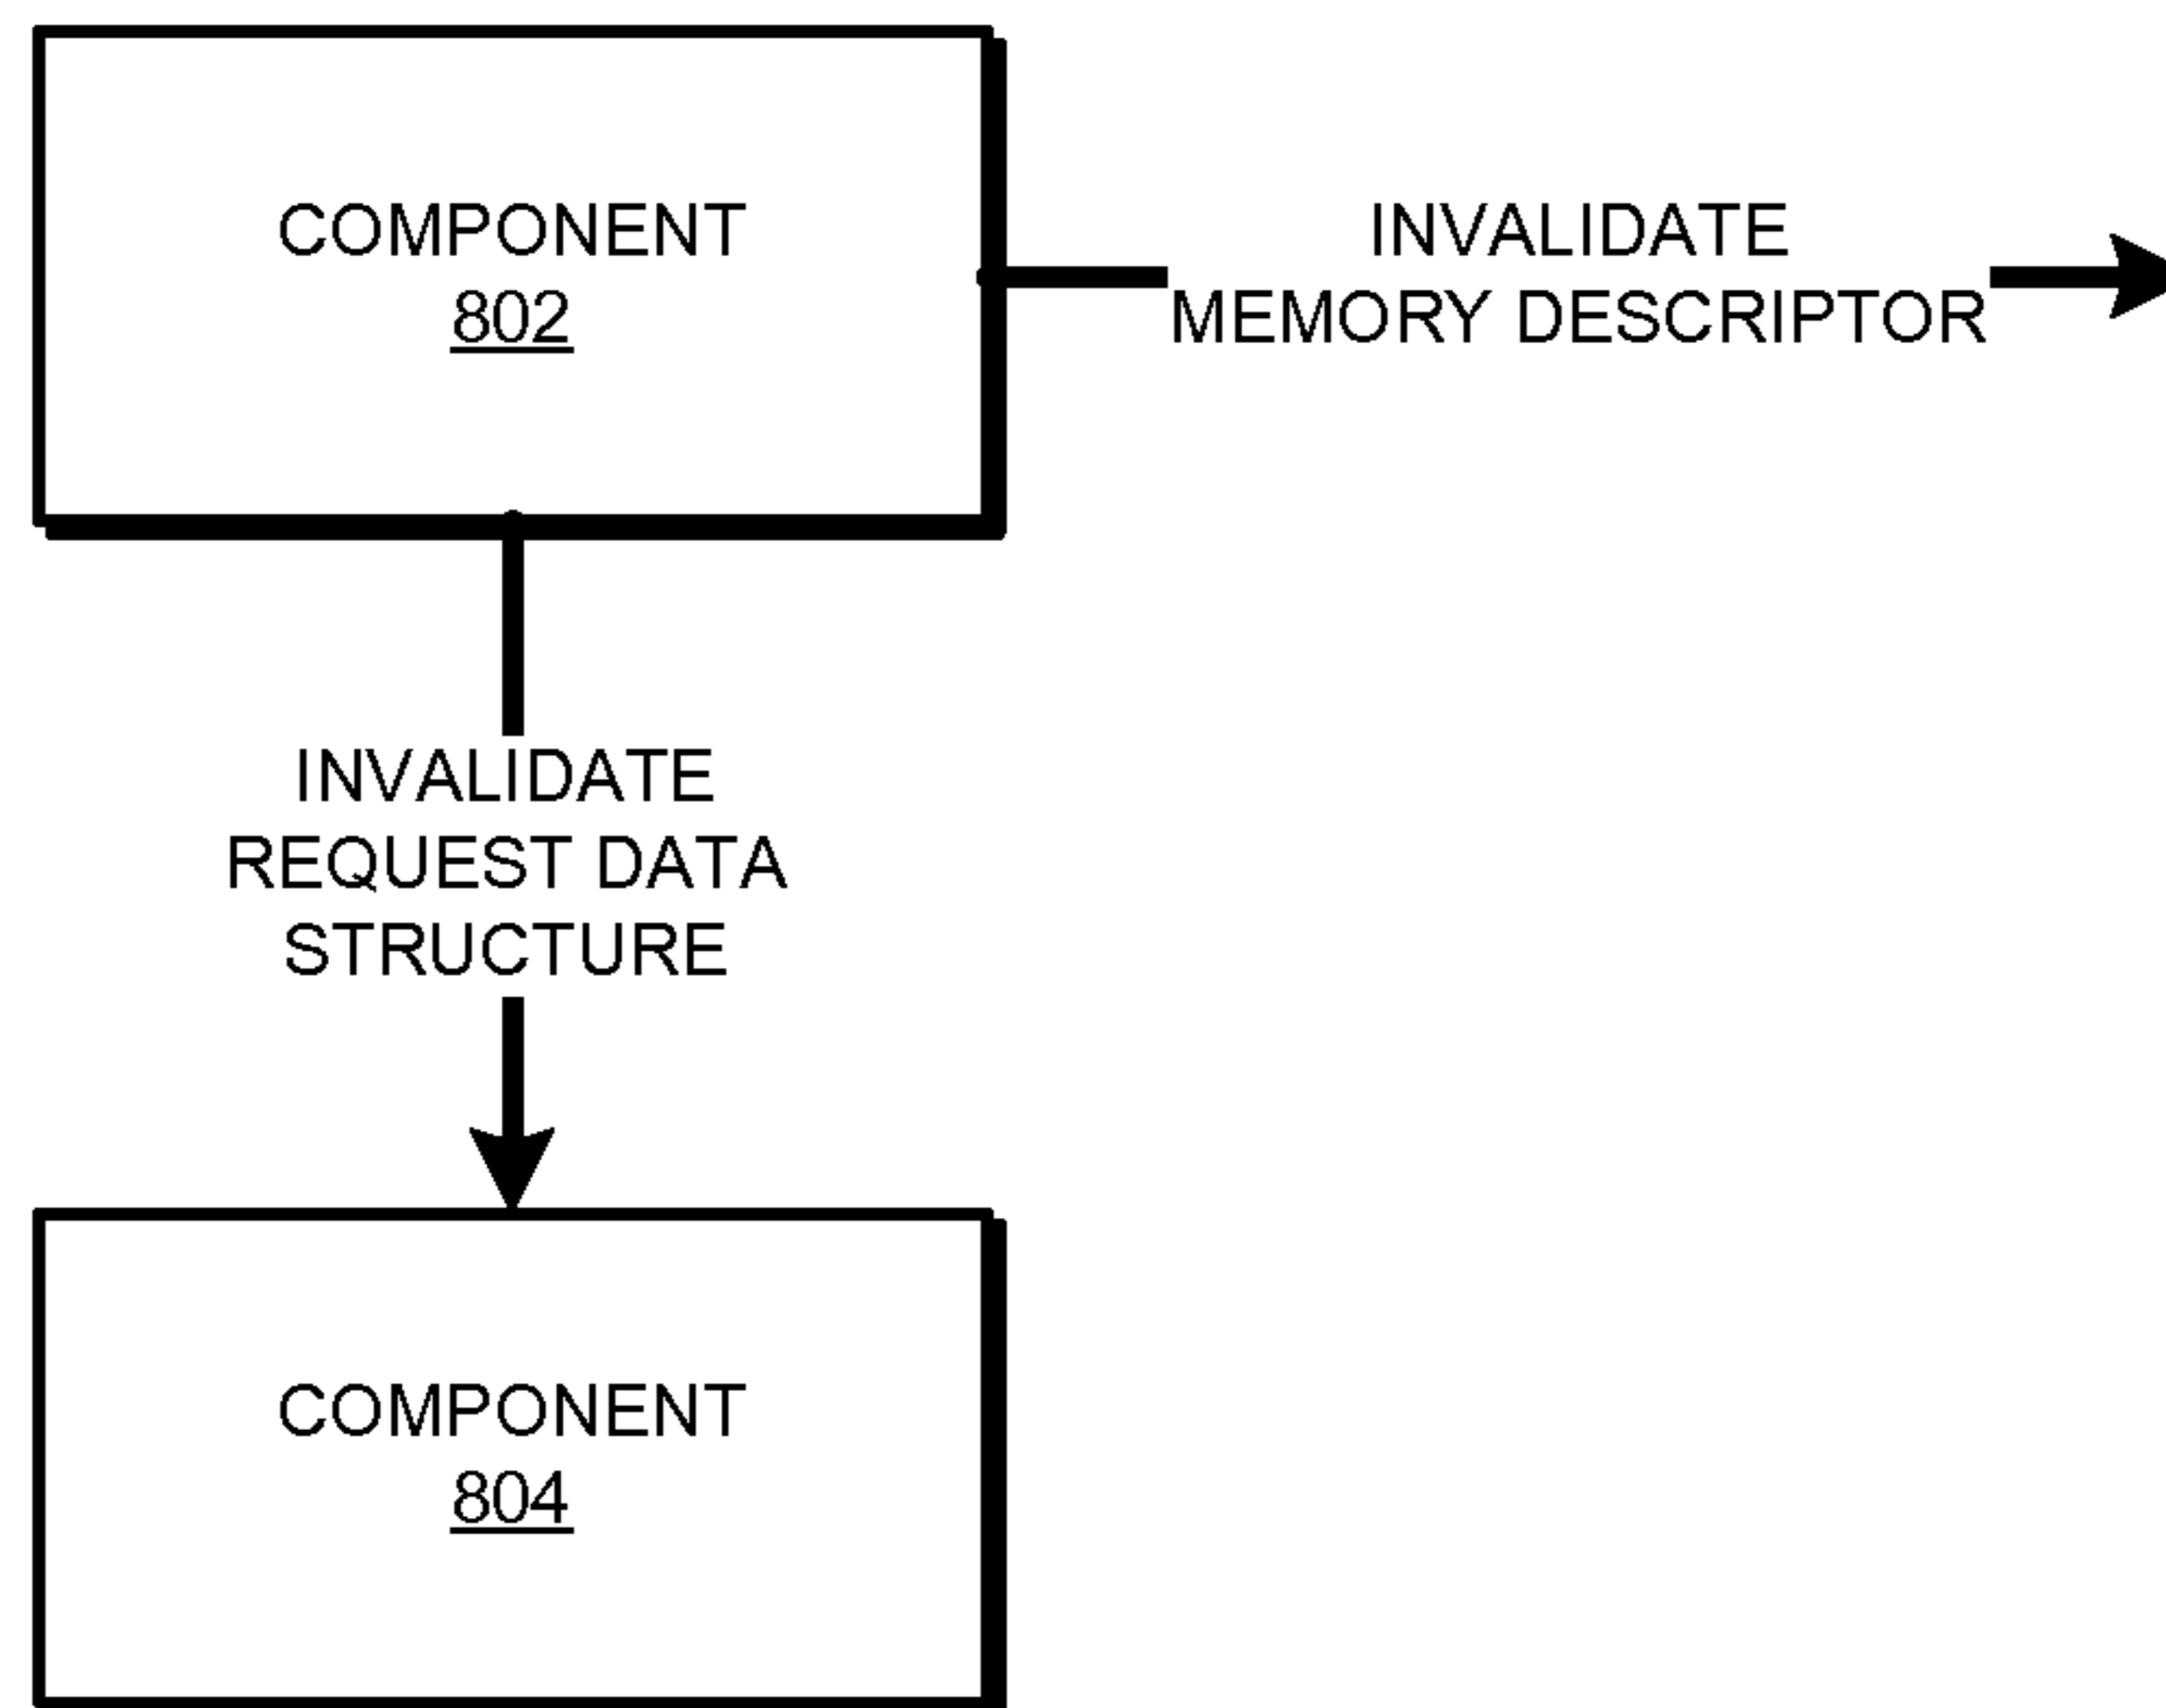 COMPONENT
802
INVALIDATE
MEMORY DESCRIPTOR
INVALIDATE
REQUEST DATA
STRUCTURE
COMPONENT
804